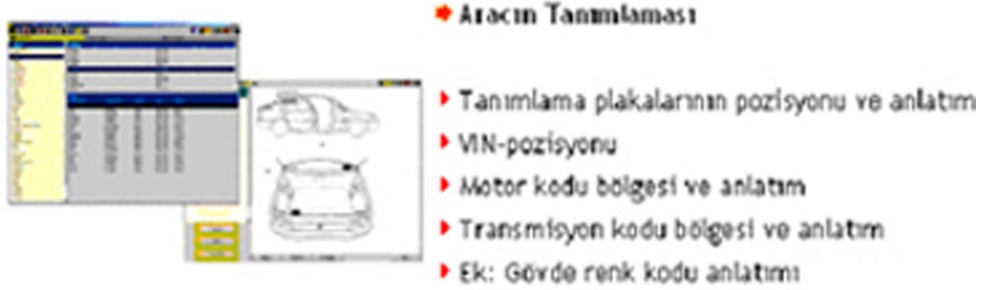 Aracın Tanımlaması
Tanımlama plakalarının pozisyonu ve anlatım
VIN-pozisyonu
Motor kodu bölgesi ve anlatım
Transmisyon kodu bölgesi ve anlatım
Ek: Gövde renk kodu anlatımı